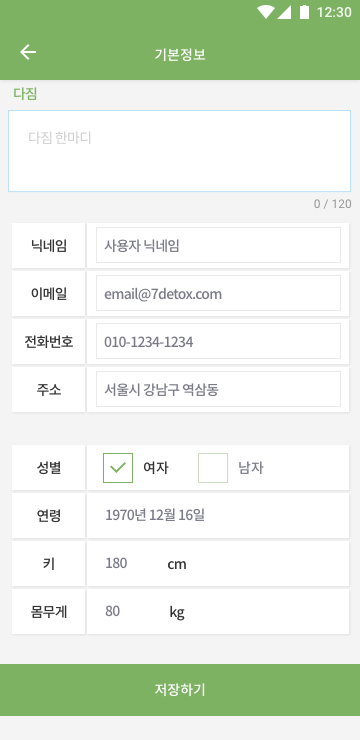 12:30
기본정보
다짐
다짐 한마디
0 / 120
닉네임 사용자 닉네임
이메일 email@7detox.com
전화번호 010-1234-1234
주소 서울시 강남구 역삼동
성별 여자 남자
연령 1970년 12월 16일
키 180 cm
몸무게 80 kg
저장하기